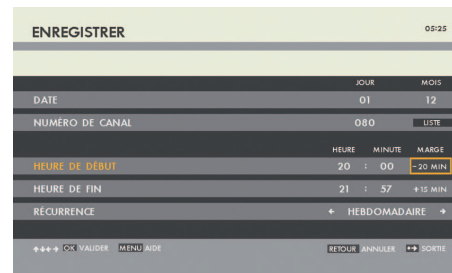 ENREGISTRER 05:25
JOUR MOIS
DATE 01 12
NUMÉRO DE CANAL 080 LISTE
HEURE MINUTE MARGE
HEURE DE DÉBUT 20 : 00 -20 MIN
HEURE DE FIN 21 : 57 +15 MIN
RÉCURRENCE ← HEBDOMADAIRE →
OK VALIDER MENU AIDE RETOUR ANNULER SORTIE